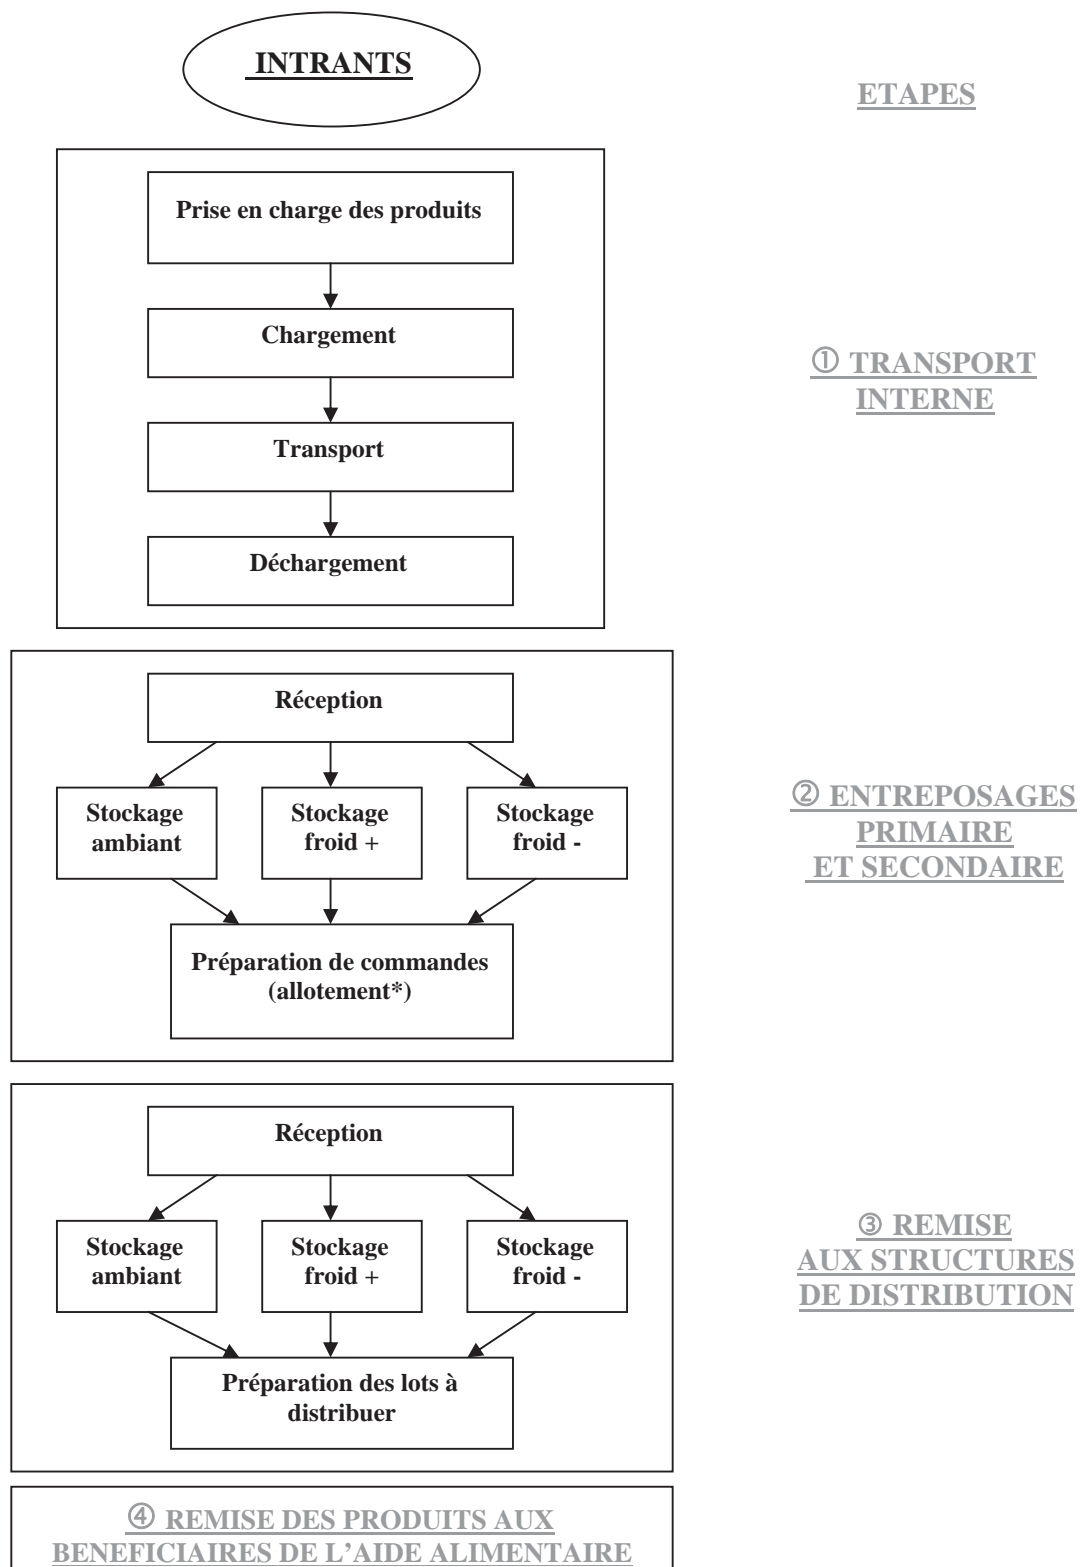 INTRANTS
ETAPES
Prise en charge des produits
Chargement
① TRANSPORT
INTERNE
Transport
Déchargement
Réception
Stockage
ambiant
Stockage
froid +
Stockage
froid -
② ENTREPOSAGES
PRIMAIRE
ET SECONDAIRE
Préparation de commandes
(allotement*)
Réception
Stockage
ambiant
Stockage
froid +
Stockage
froid -
③ REMISE
AUX STRUCTURES
DE DISTRIBUTION
Préparation des lots à
distribuer
④ REMISE DES PRODUITS AUX
BENEFICIAIRES DE L'AIDE ALIMENTAIRE